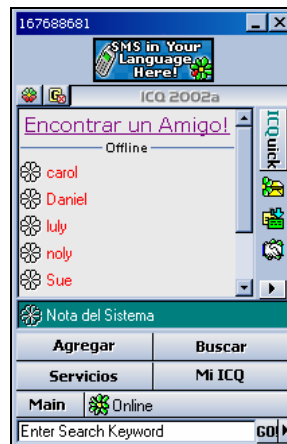 167688681
SMS in Your
Language
Here!
ICQ 2002a
Encontrar un Amigo!
Offline
carol
Daniel
luly
noly
Sue
ICQuick
Nota del Sistema
Agregar
Buscar
Servicios
Mi ICQ
Main
Online
Enter Search Keyword
GO!